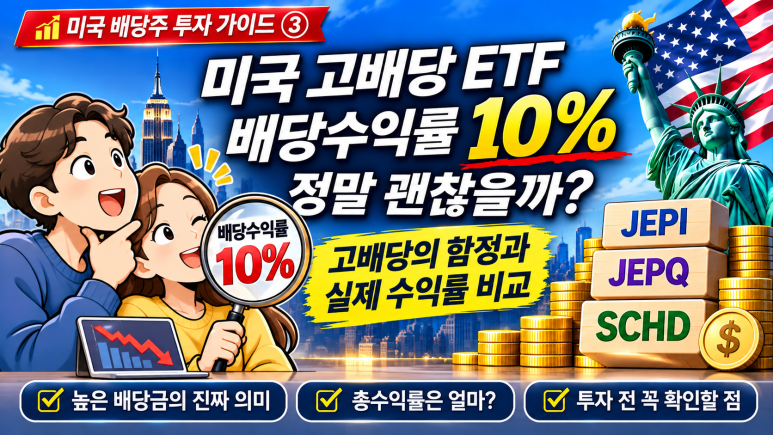 미국 배당주 투자 가이드 ③
미국 고배당 ETF
배당수익률 10%
정말 괜찮을까?
배당수익률
10%
고배당의 함정과
실제 수익률 비교
JEPI
JEPQ
SCHD
$
높은 배당금의 진짜 의미
총수익률은 얼마?
투자 전 꼭 확인할 점